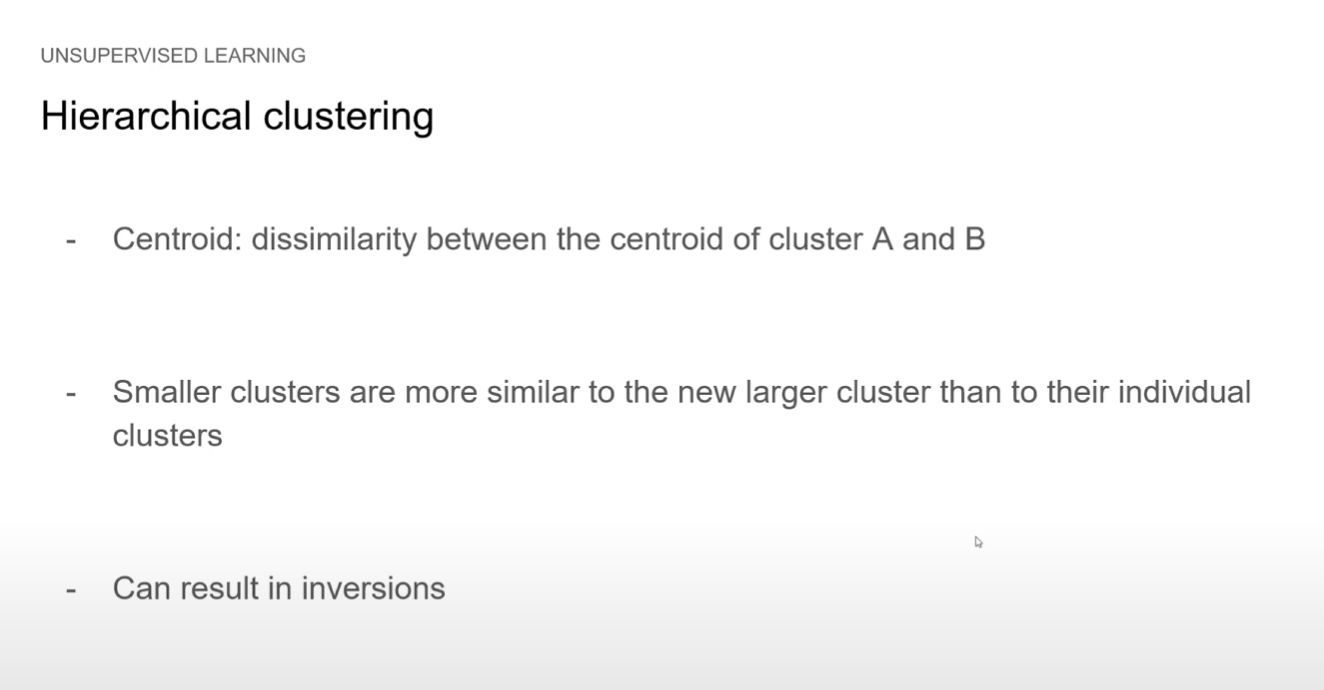 UNSUPERVISED LEARNING
Hierarchical clustering
- Centroid: dissimilarity between the centroid of cluster A and B
- Smaller clusters are more similar to the new larger cluster than to their individual
clusters
- Can result in inversions